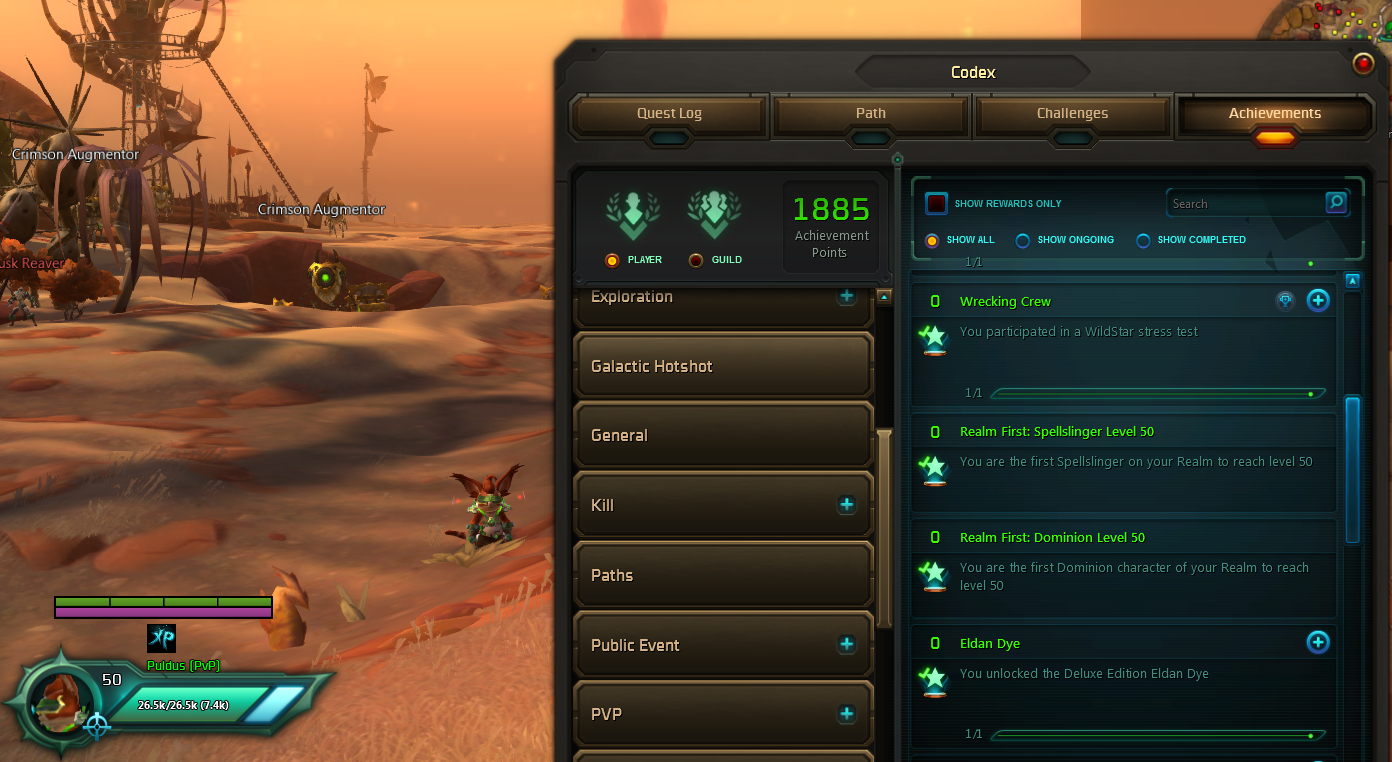 Codex
Quest Log
Path
Challenges
Achievements
Crimson Augmentor
Crimson Augmentor
usk Reaver
PLAYER
GUILD
1885
Achievement
Points
SHOW REWARDS ONLY
Search
SHOW ALL
SHOW ONGOING
SHOW COMPLETED
1/1
Exploration
Galactic Hotshot
General
Kill
Paths
Public Event
PVP
0 Wrecking Crew
You participated in a WildStar stress test
1/1
0 Realm First: Spellslinger Level 50
You are the first Spellslinger on your Realm to reach level 50
0 Realm First: Dominion Level 50
You are the first Dominion character of your Realm to reach
level 50
0 Eldan Dye
You unlocked the Deluxe Edition Eldan Dye
1/1
XP
Puldus (PvP)
50
26.5k/26.5k (7.4k)